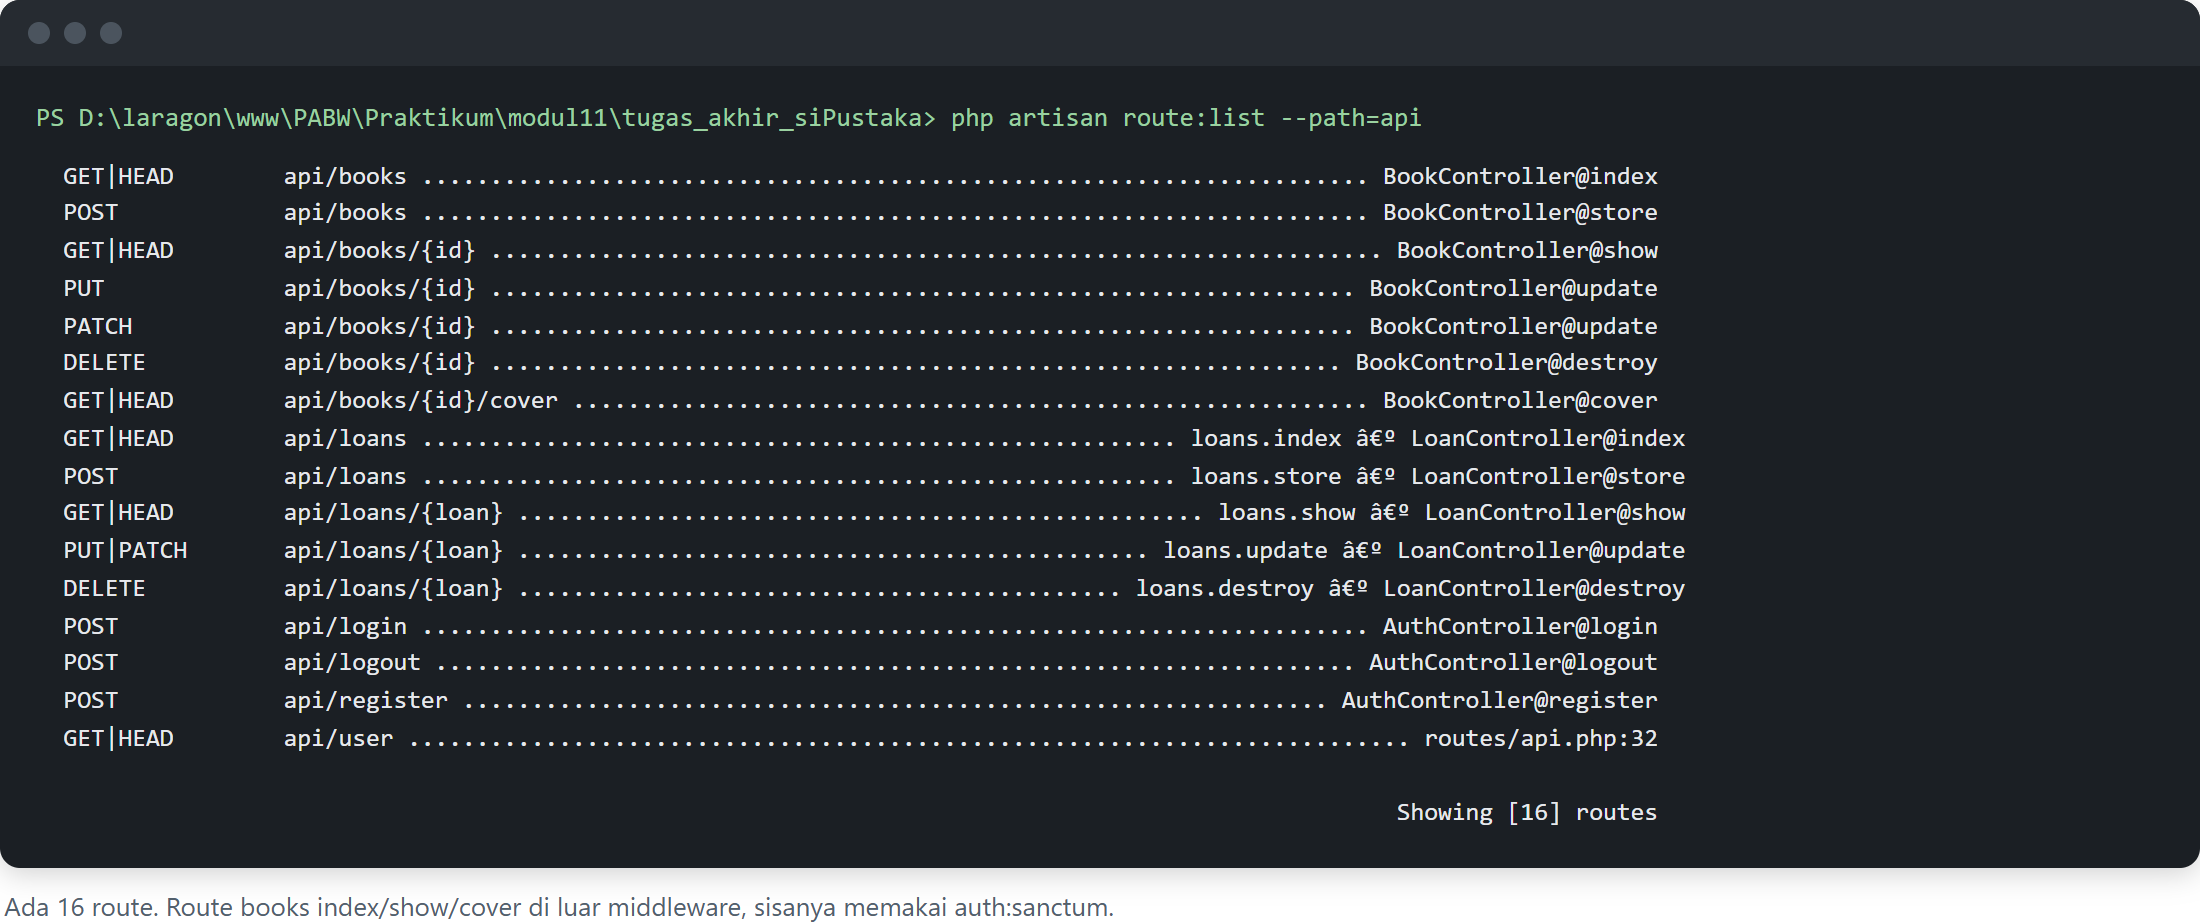 PS D:\laragon\www\PABW\Praktikum\modul11\tugas_akhir_siPustaka> php artisan route:list --path=api
GET|HEAD api/books ..................................................................... BookController@index
POST api/books ..................................................................... BookController@store
GET|HEAD api/books/{id} ................................................................. BookController@show
PUT api/books/{id} ............................................................... BookController@update
PATCH api/books/{id} ............................................................... BookController@update
DELETE api/books/{id} .............................................................. BookController@destroy
GET|HEAD api/books/{id}/cover .......................................................... BookController@cover
GET|HEAD api/loans ....................................................... loans.index â€º LoanController@index
POST api/loans ....................................................... loans.store â€º LoanController@store
GET|HEAD api/loans/{loan} .................................................. loans.show â€º LoanController@show
PUT|PATCH api/loans/{loan} .............................................. loans.update â€º LoanController@update
DELETE api/loans/{loan} ............................................ loans.destroy â€º LoanController@destroy
POST api/login ..................................................................... AuthController@login
POST api/logout ................................................................... AuthController@logout
POST api/register ............................................................... AuthController@register
GET|HEAD api/user ......................................................................... routes/api.php:32
Showing [16] routes
Ada 16 route. Route books index/show/cover di luar middleware, sisanya memakai auth:sanctum.